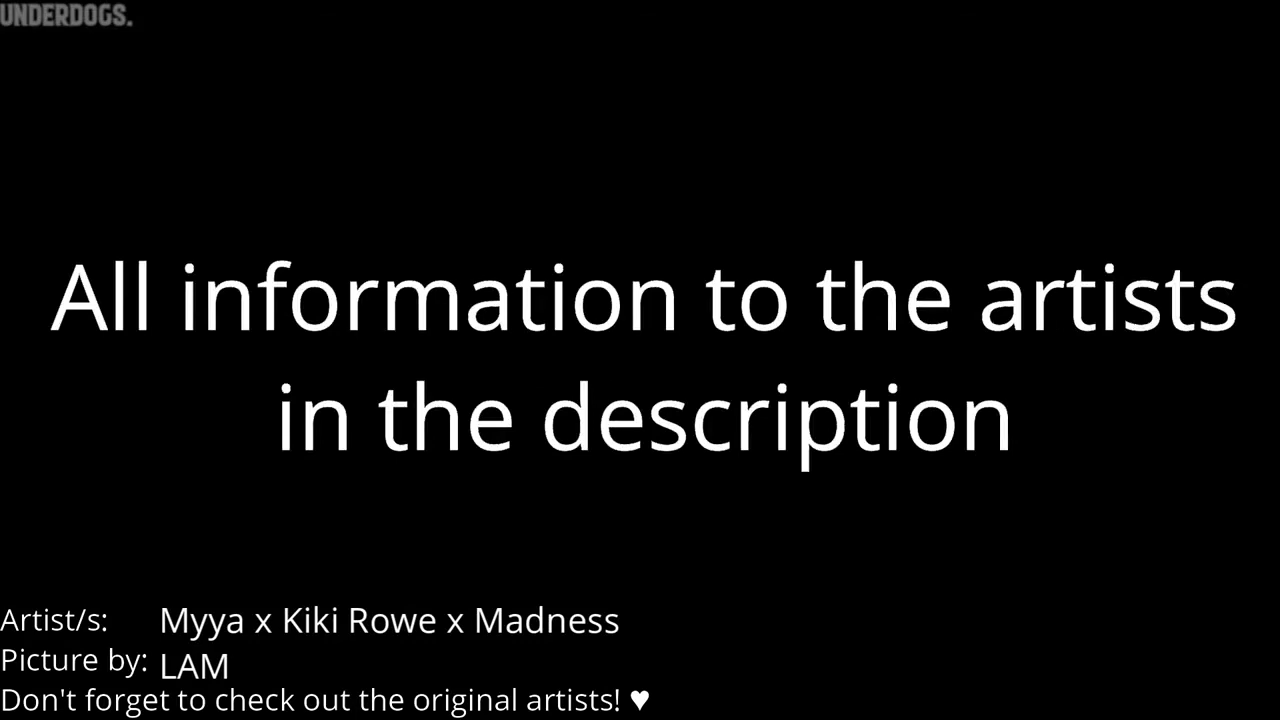 UNDERDOGS.
All information to the artists
in the description
Artist/s: Myya x Kiki Rowe x Madness
Picture by: LAM
Don't forget to check out the original artists! ♥